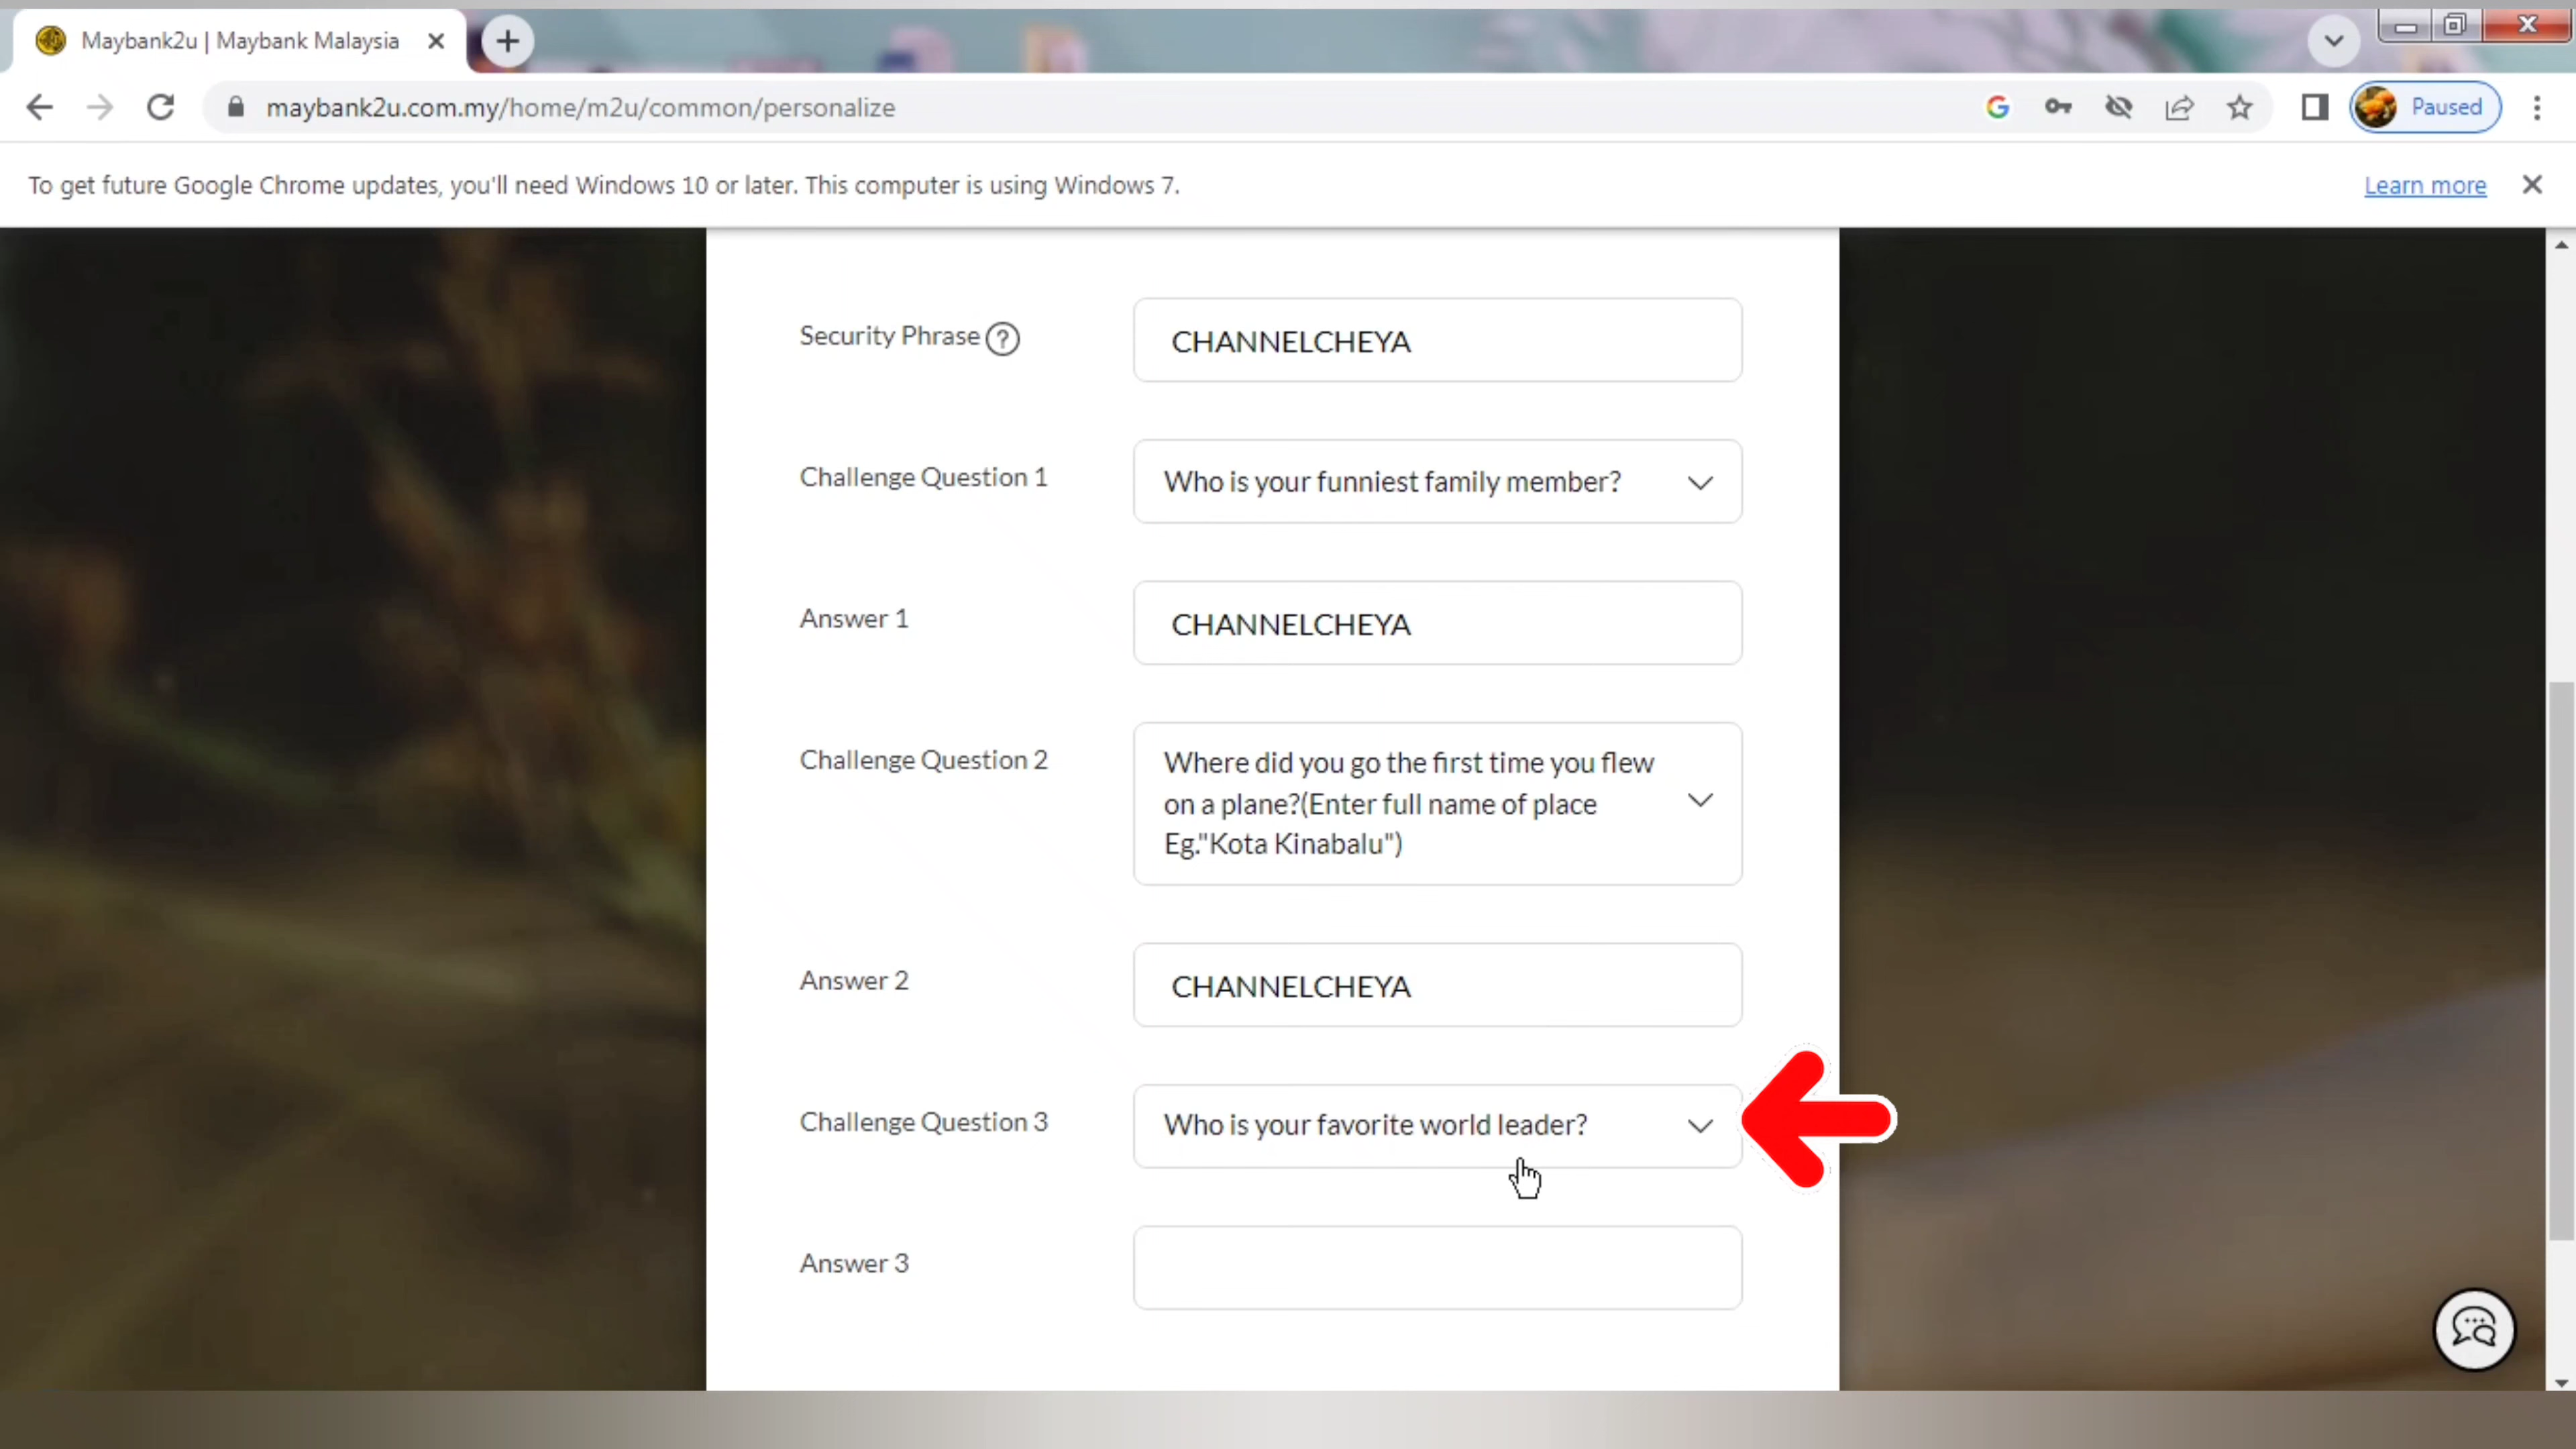 Maybank2u | Maybank Malaysia
maybank2u.com.my/home/m2u/common/personalize
Paused
To get future Google Chrome updates, you'll need Windows 10 or later. This computer is using Windows 7.
Learn more
Security Phrase ?
CHANNELCHEYA
Challenge Question 1
Who is your funniest family member?
Answer 1
CHANNELCHEYA
Challenge Question 2
Where did you go the first time you flew
on a plane?(Enter full name of place
Eg."Kota Kinabalu")
Answer 2
CHANNELCHEYA
Challenge Question 3
Who is your favorite world leader?
Answer 3